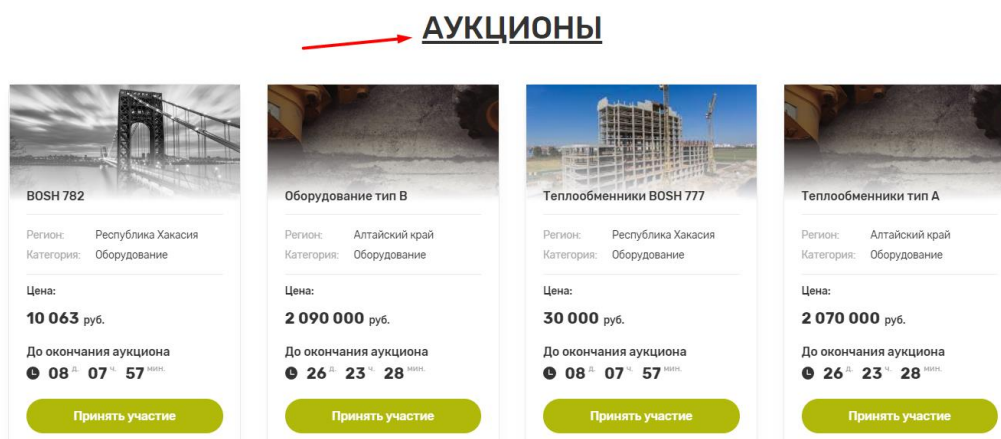 АУКЦИОНЫ
BOSH 782
Регион: Республика Хакасия
Категория: Оборудование
Цена:
10 063 руб.
До окончания аукциона
08 д. 07 ч. 57 мин.
Принять участие
Оборудование тип В
Регион: Алтайский край
Категория: Оборудование
Цена:
2 090 000 руб.
До окончания аукциона
26 д. 23 ч. 28 мин.
Принять участие
Теплообменники BOSH 777
Регион: Республика Хакасия
Категория: Оборудование
Цена:
30 000 руб.
До окончания аукциона
08 д. 07 ч. 57 мин.
Принять участие
Теплообменники тип А
Регион: Алтайский край
Категория: Оборудование
Цена:
2 070 000 руб.
До окончания аукциона
26 д. 23 ч. 28 мин.
Принять участие